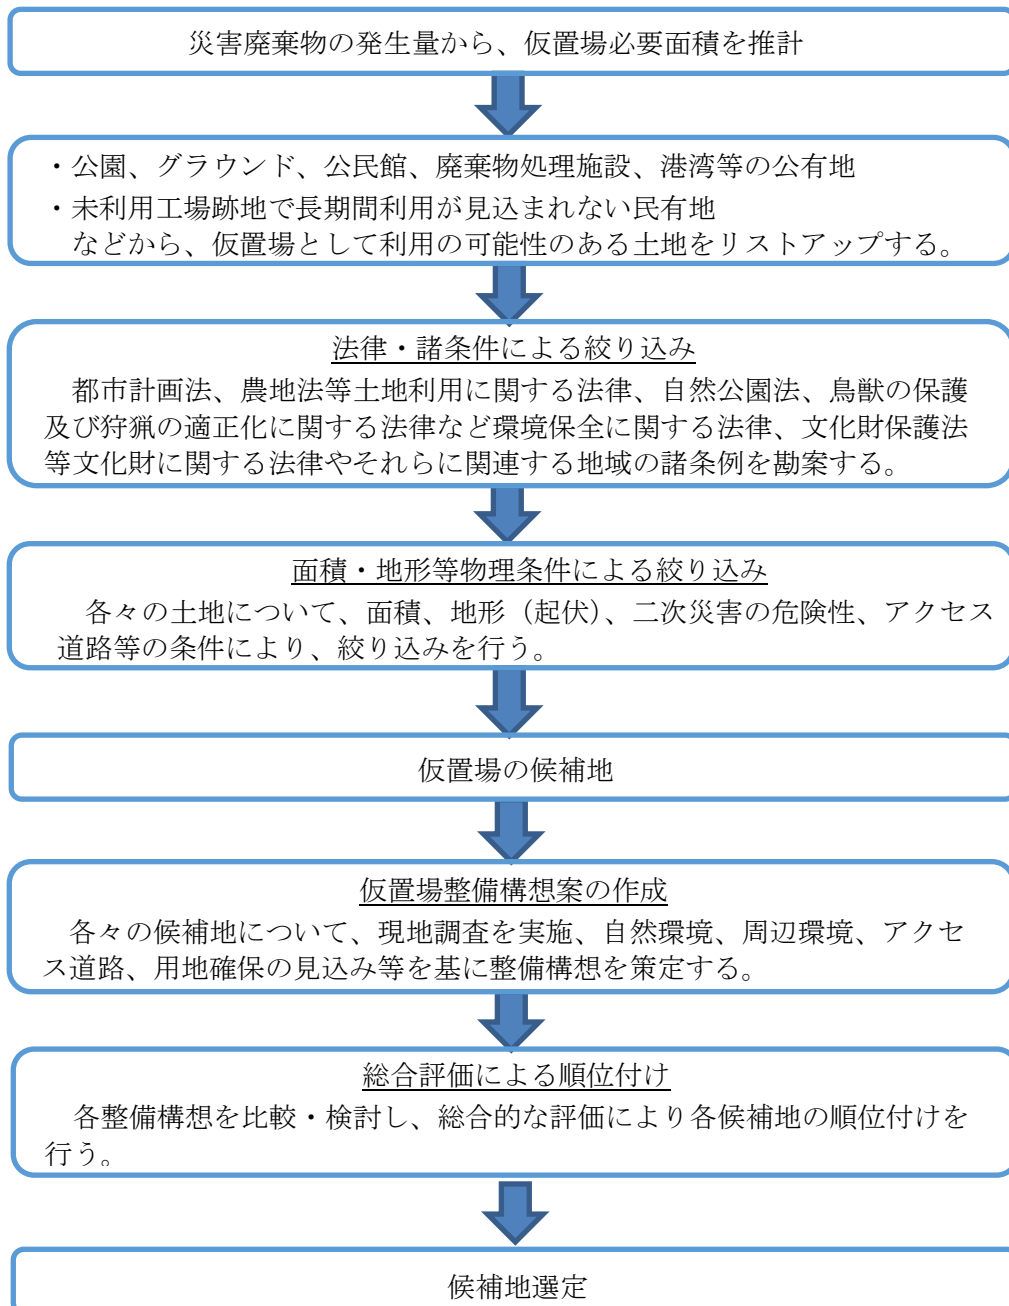 災害廃棄物の発生量から、仮置場必要面積を推計
・公園、グラウンド、公民館、廃棄物処理施設、港湾等の公有地
・未利用工場跡地で長期間利用が見込まれない民有地
などから、仮置場として利用の可能性のある土地をリストアップする。
法律・諸条件による絞り込み
都市計画法、農地法等土地利用に関する法律、自然公園法、鳥獣の保護
及び狩猟の適正化に関する法律など環境保全に関する法律、文化財保護法
等文化財に関する法律やそれらに関連する地域の諸条例を勘案する。
面積・地形等物理条件による絞り込み
各々の土地について、面積、地形（起伏）、二次災害の危険性、アクセス
道路等の条件により、絞り込みを行う。
仮置場の候補地
仮置場整備構想案の作成
各々の候補地について、現地調査を実施、自然環境、周辺環境、アクセ
ス道路、用地確保の見込み等を基に整備構想を策定する。
総合評価による順位付け
各整備構想を比較・検討し、総合的な評価により各候補地の順位付けを
行う。
候補地選定